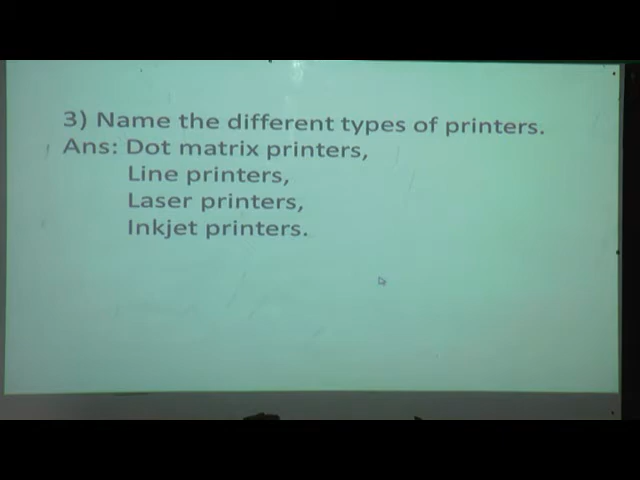 3) Name the different types of printers.
Ans: Dot matrix printers,
Line printers,
Laser printers,
Inkjet printers.